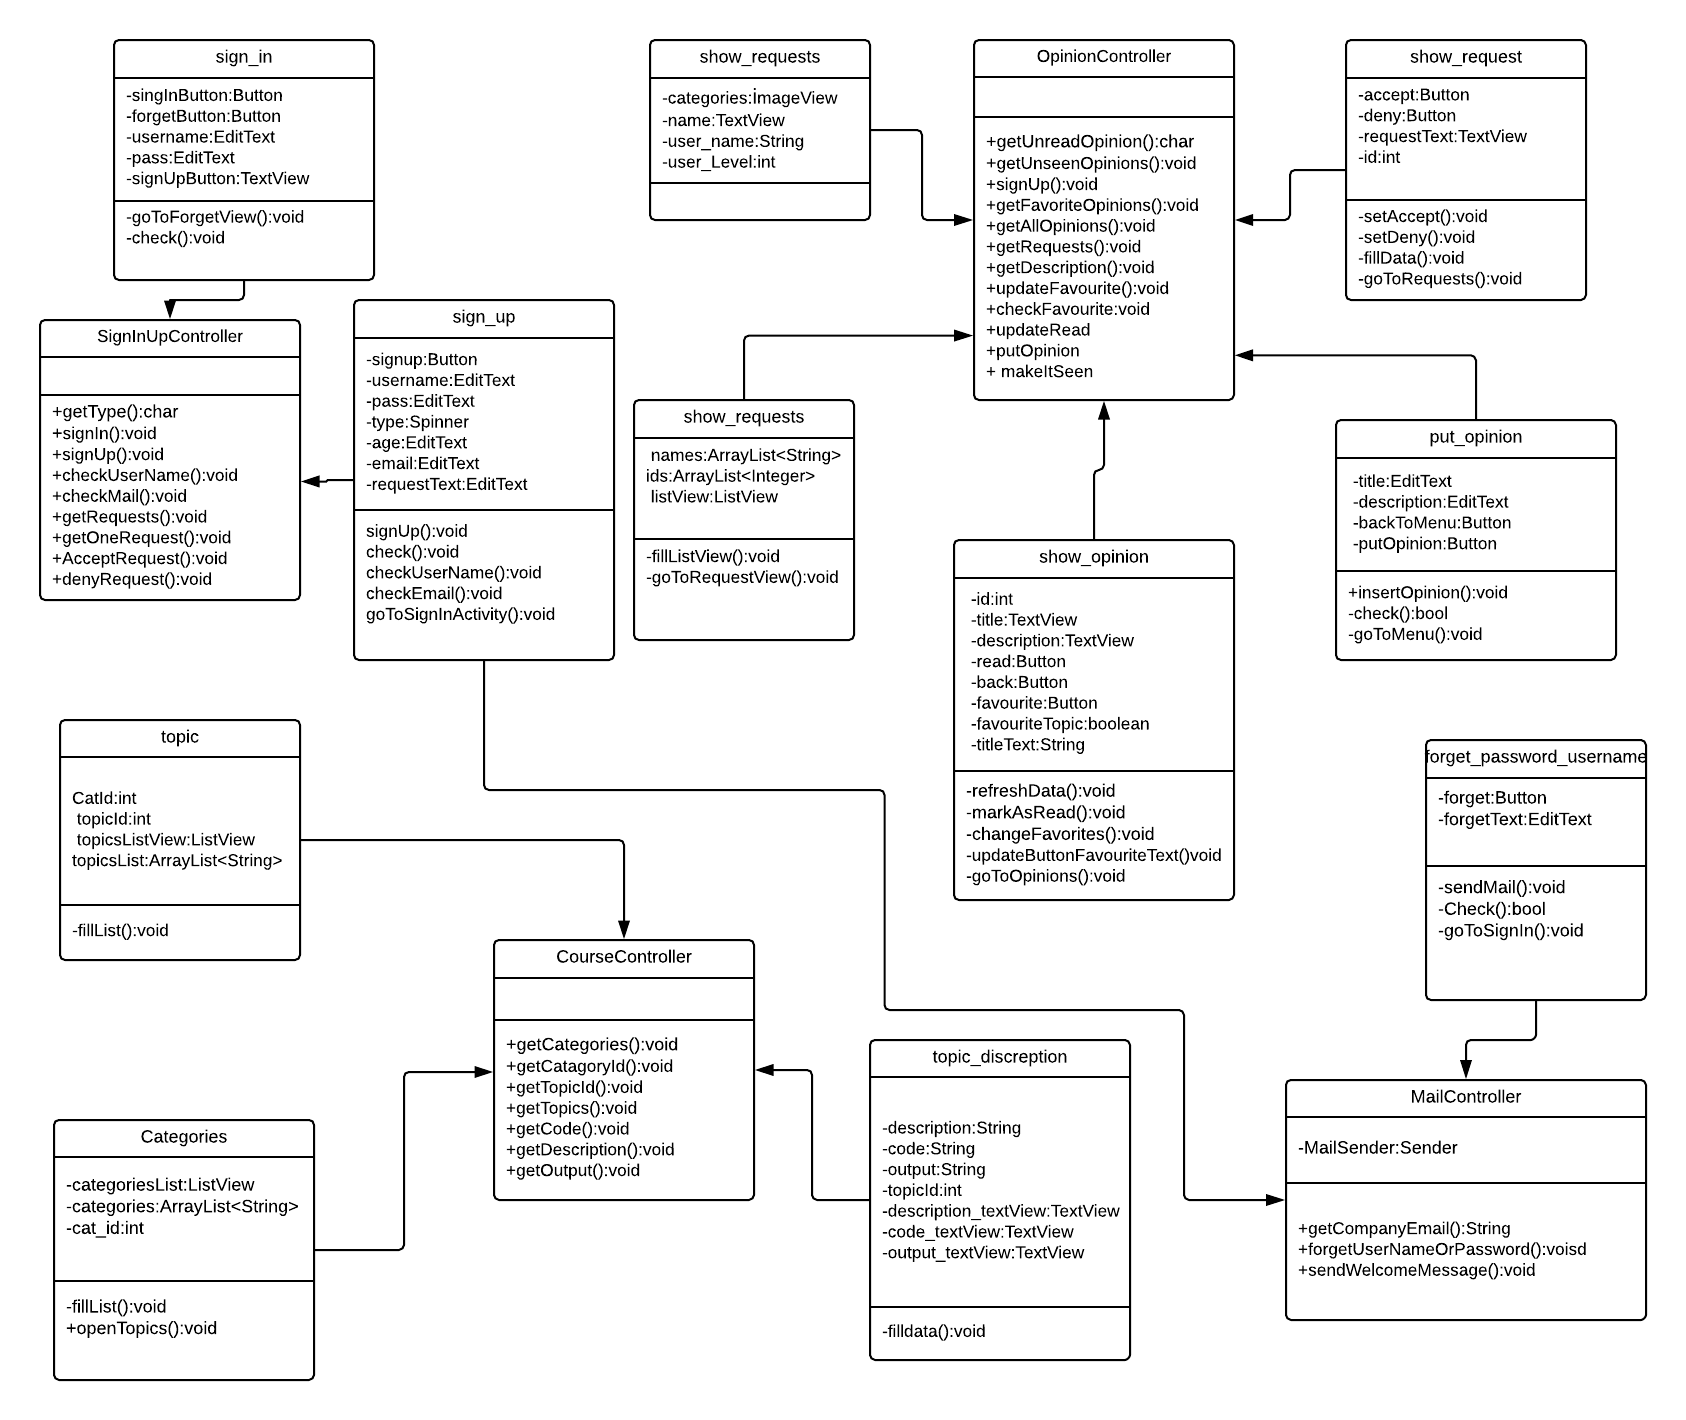 sign_in
-singInButton:Button
-forgetButton:Button
-username:EditText
-pass:EditText
-signUpButton:TextView
-goToForgetView():void
-check():void
show_requests
-categories:İmageView
-name:TextView
-user_name:String
-user_Level:int
OpinionController
+getUnreadOpinion():char
+getUnseenOpinions():void
+signUp():void
+getFavoriteOpinions():void
+getAllOpinions():void
+getRequests():void
+getDescription():void
+updateFavourite():void
+checkFavourite:void
+updateRead
+putOpinion
+ makeItSeen
show_request
-accept:Button
-deny:Button
-requestText:TextView
-id:int
-setAccept():void
-setDeny():void
-fillData():void
-goToRequests():void
SignInUpController
+getType():char
+signIn():void
+signUp():void
+checkUserName():void
+checkMail():void
+getRequests():void
+getOneRequest():void
+AcceptRequest():void
+denyRequest():void
sign_up
-signup:Button
-username:EditText
-pass:EditText
-type:Spinner
-age:EditText
-email:EditText
-requestText:EditText
signUp():void
check():void
checkUserName():void
checkEmail():void
goToSignInActivity():void
show_requests
names:ArrayList<String>
ids:ArrayList<Integer>
listView:ListView
-fillListView():void
-goToRequestView():void
put_opinion
-title:EditText
-description:EditText
-backToMenu:Button
-putOpinion:Button
+insertOpinion():void
-check():bool
-goToMenu():void
show_opinion
-id:int
-title:TextView
-description:TextView
-read:Button
-back:Button
-favourite:Button
-favouriteTopic:boolean
-titleText:String
-refreshData():void
-markAsRead():void
-changeFavorites():void
-updateButtonFavouriteText()void
-goToOpinions():void
topic
CatId:int
topicId:int
topicsListView:ListView
topicsList:ArrayList<String>
-fillList():void
forget_password_username
-forget:Button
-forgetText:EditText
-sendMail():void
-Check():bool
-goToSignIn():void
CourseController
+getCategories():void
+getCatagoryId():void
+getTopicId():void
+getTopics():void
+getCode():void
+getDescription():void
+getOutput():void
topic_discreption
-description:String
-code:String
-output:String
-topicId:int
-description_textView:TextView
-code_textView:TextView
-output_textView:TextView
-filldata():void
MailController
-MailSender:Sender
+getCompanyEmail():String
+forgetUserNameOrPassword():voisd
+sendWelcomeMessage():void
Categories
-categoriesList:ListView
-categories:ArrayList<String>
-cat_id:int
-fillList():void
+openTopics():void